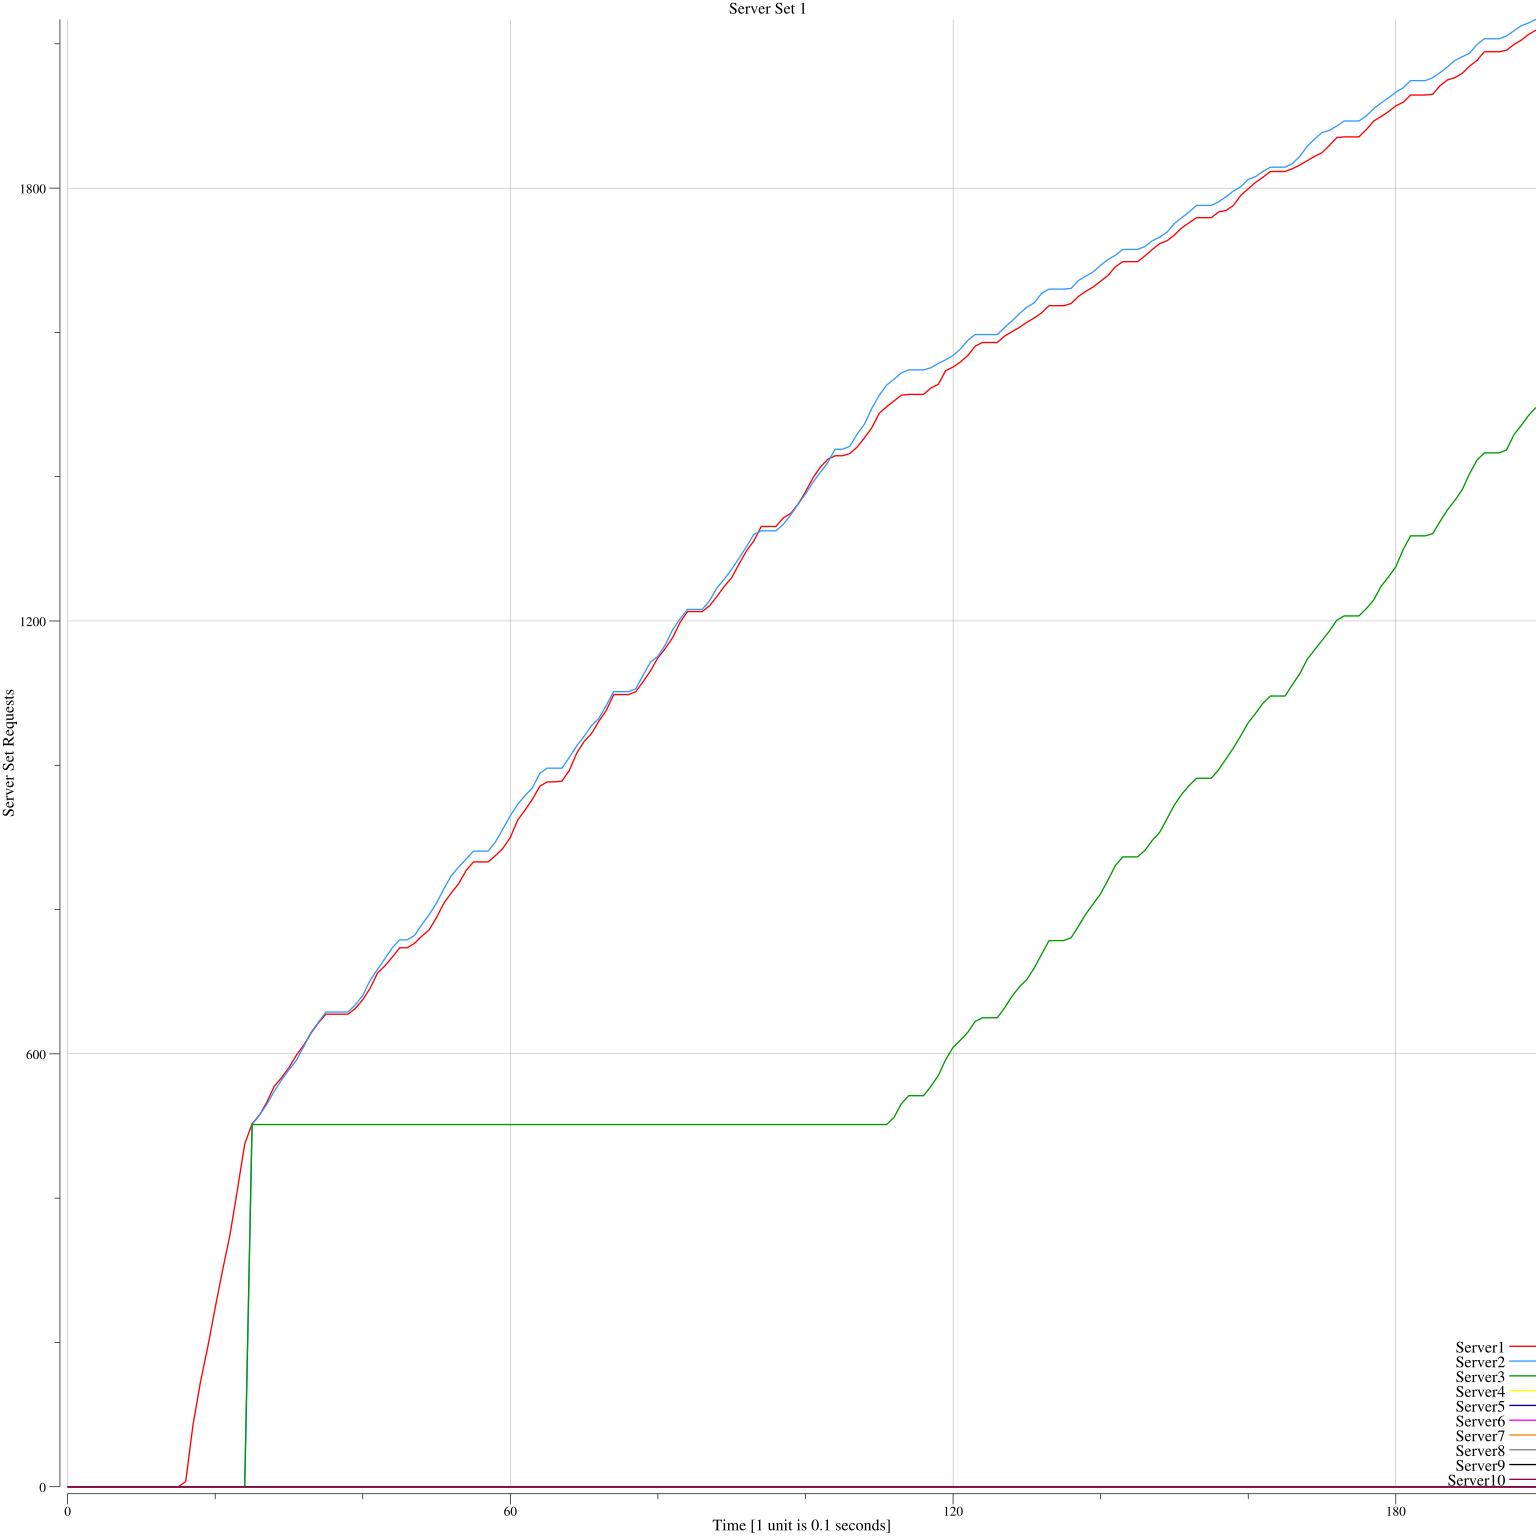 Server Set 1
1800
1200
Server Set Requests
600
Server1
Server2
Server3
Server4
Server5
Server6
Server7
Server8
Server9
Server10
0
0 60 120 180
Time [1 unit is 0.1 seconds]